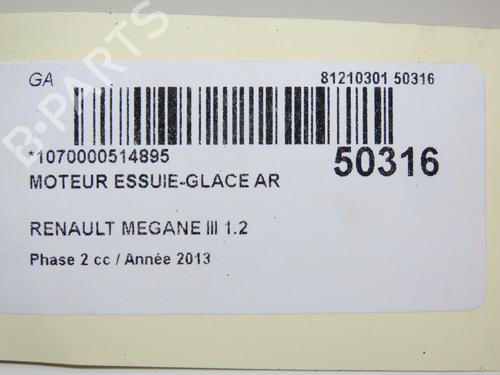 B-PARTS
GA
81210301 50316
*1070000514895
50316
MOTEUR ESSUIE-GLACE AR
RENAULT MEGANE III 1.2
Phase 2 cc / Année 2013